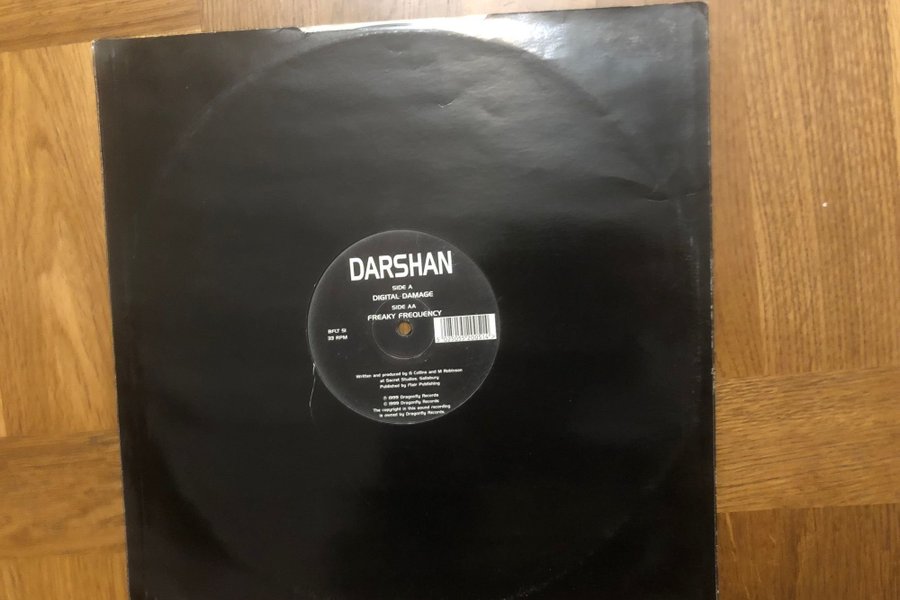 DARSHAN
SIDE A
DIGITAL DAMAGE
SIDE AA
FREAKY FREQUENCY
BFLT 51
33 RPM
Written and produced by G Collins and M Robinson
at Secret Studios, Salisbury
Published by Flair Publishing
℗ 1999 Dragonfly Records
© 1999 Dragonfly Records
The copyright in this sound recording
is owned by Dragonfly Records.